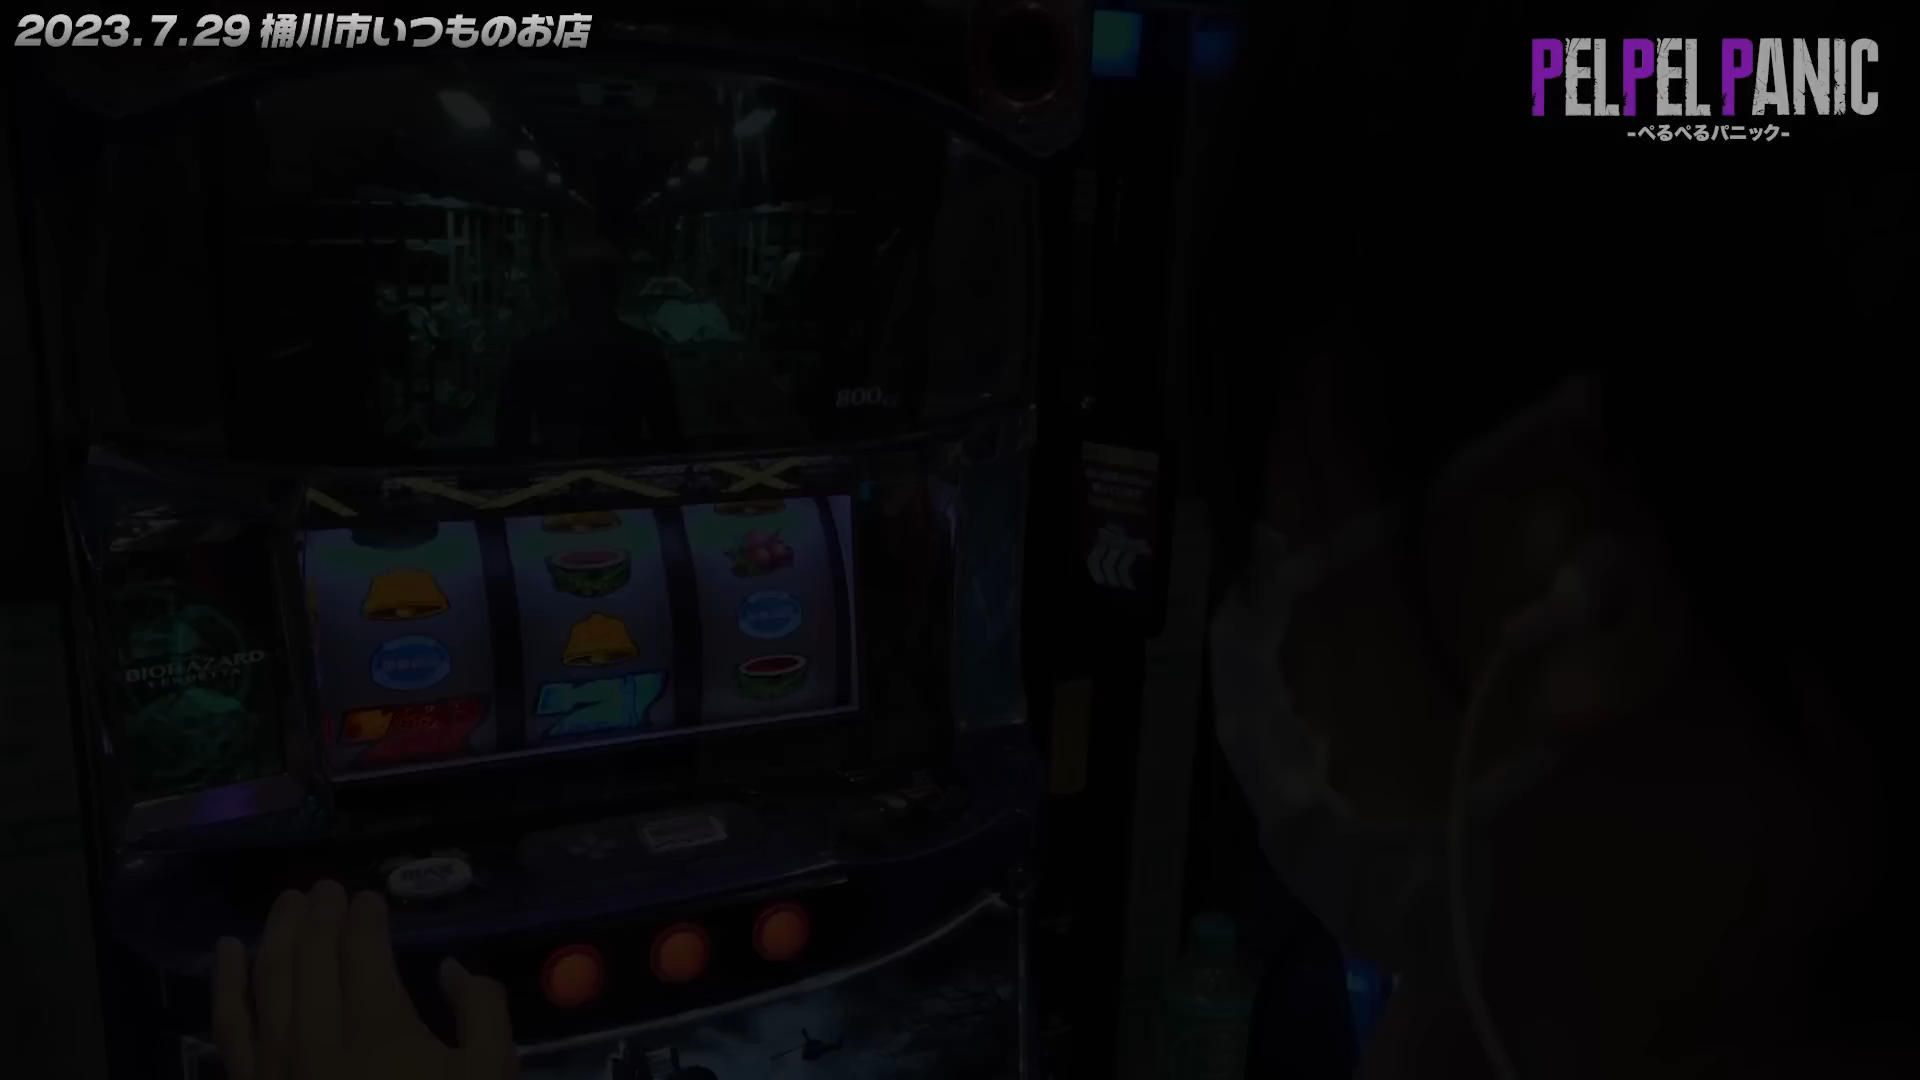 2023.7.29 桶川市いつものお店
PELPEL PANIC
-ぺるぺるパニック-
800
BIOHAZARD
VENDETTA